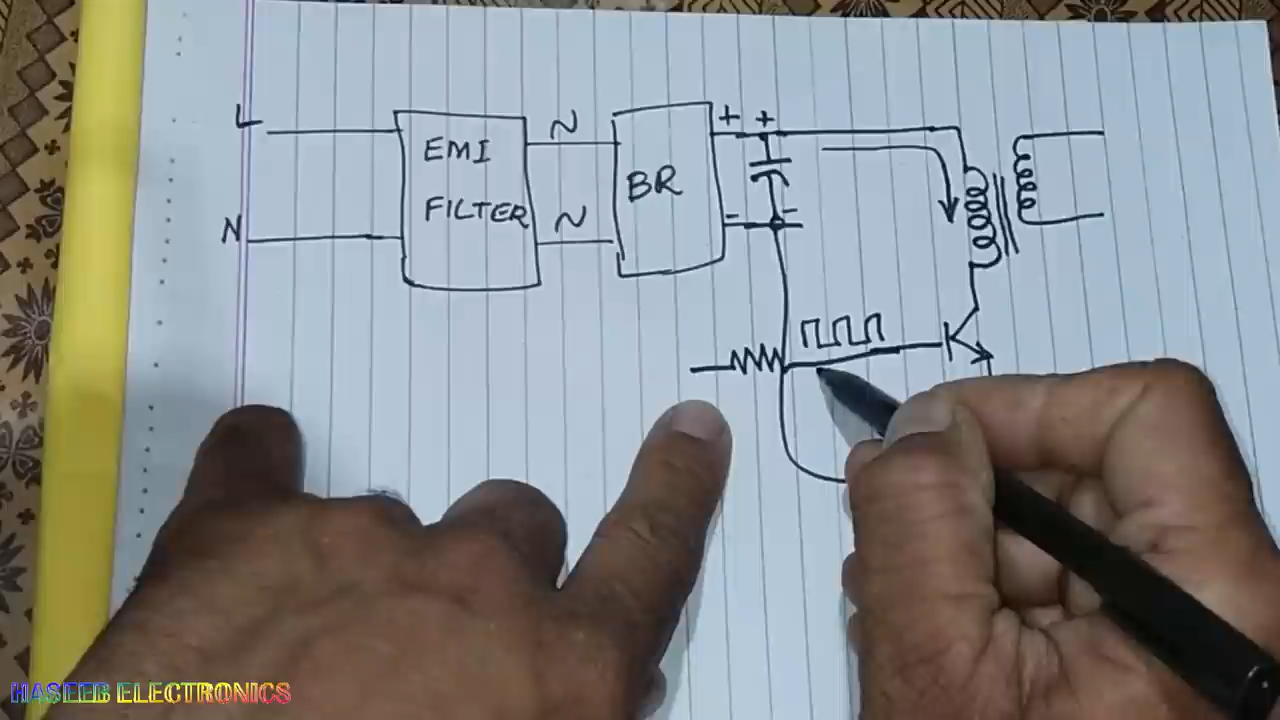 L
N
EMI
FILTER
~
~
BR
+ +
- -
HASEEB ELECTRONICS